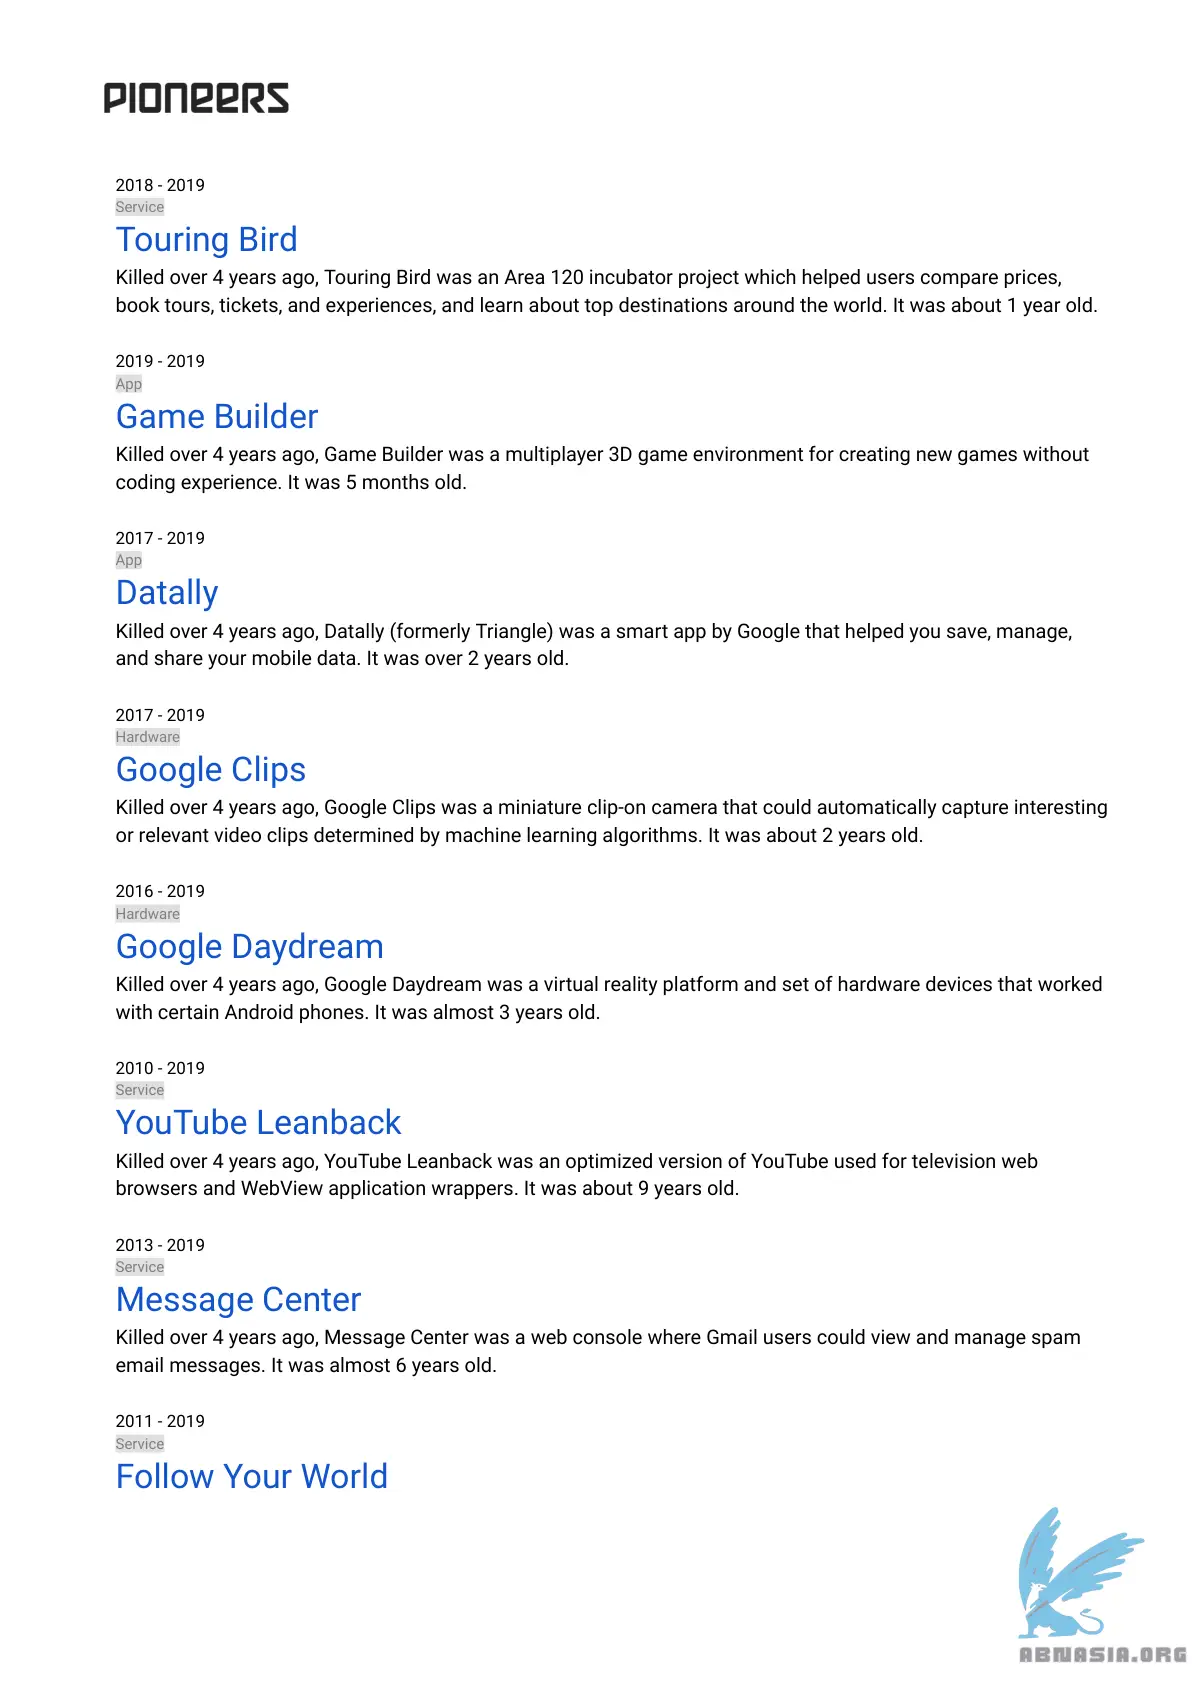 PIONEERS
2018 - 2019
Service
Touring Bird
Killed over 4 years ago, Touring Bird was an Area 120 incubator project which helped users compare prices,
book tours, tickets, and experiences, and learn about top destinations around the world. It was about 1 year old.
2019 - 2019
App
Game Builder
Killed over 4 years ago, Game Builder was a multiplayer 3D game environment for creating new games without
coding experience. It was 5 months old.
2017 - 2019
App
Datally
Killed over 4 years ago, Datally (formerly Triangle) was a smart app by Google that helped you save, manage,
and share your mobile data. It was over 2 years old.
2017 - 2019
Hardware
Google Clips
Killed over 4 years ago, Google Clips was a miniature clip-on camera that could automatically capture interesting
or relevant video clips determined by machine learning algorithms. It was about 2 years old.
2016 - 2019
Hardware
Google Daydream
Killed over 4 years ago, Google Daydream was a virtual reality platform and set of hardware devices that worked
with certain Android phones. It was almost 3 years old.
2010 - 2019
Service
YouTube Leanback
Killed over 4 years ago, YouTube Leanback was an optimized version of YouTube used for television web
browsers and WebView application wrappers. It was about 9 years old.
2013 - 2019
Service
Message Center
Killed over 4 years ago, Message Center was a web console where Gmail users could view and manage spam
email messages. It was almost 6 years old.
2011 - 2019
Service
Follow Your World
ABNASIA.ORG